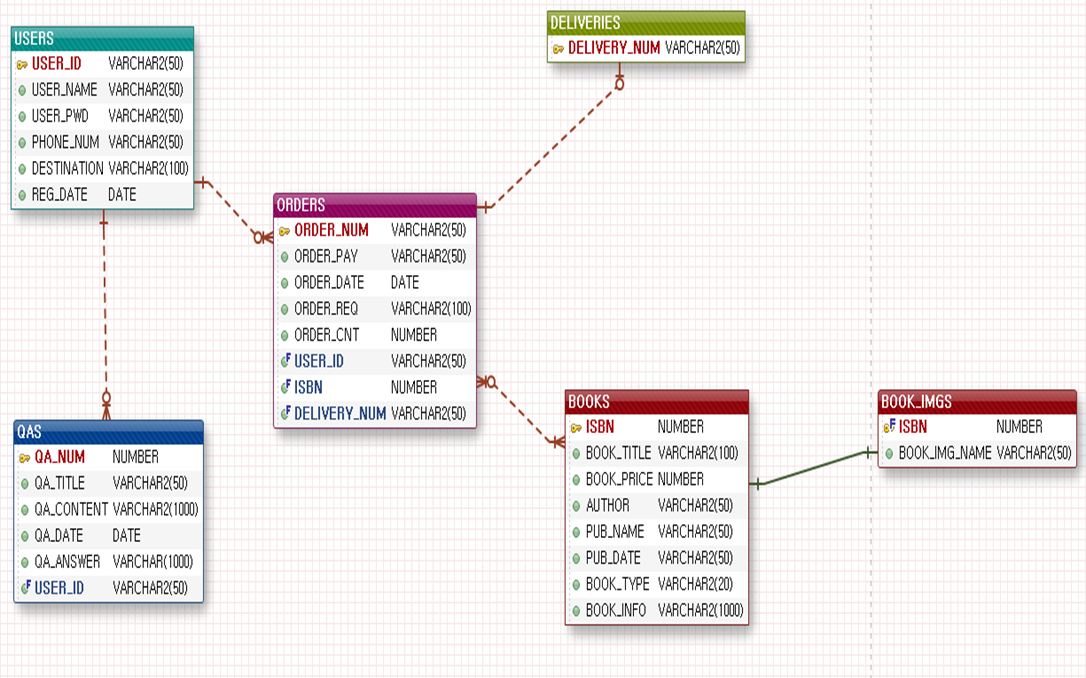 USERS
USER_ID VARCHAR2(50)
USER_NAME VARCHAR2(50)
USER_PWD VARCHAR2(50)
PHONE_NUM VARCHAR2(50)
DESTINATION VARCHAR2(100)
REG_DATE DATE
DELIVERIES
DELIVERY_NUM VARCHAR2(50)
ORDERS
ORDER_NUM VARCHAR2(50)
ORDER_PAY VARCHAR2(50)
ORDER_DATE DATE
ORDER_REQ VARCHAR2(100)
ORDER_CNT NUMBER
F USER_ID VARCHAR2(50)
F ISBN NUMBER
F DELIVERY_NUM VARCHAR2(50)
QAS
QA_NUM NUMBER
QA_TITLE VARCHAR2(50)
QA_CONTENT VARCHAR2(1000)
QA_DATE DATE
QA_ANSWER VARCHAR(1000)
F USER_ID VARCHAR2(50)
BOOKS
ISBN NUMBER
BOOK_TITLE VARCHAR2(100)
BOOK_PRICE NUMBER
AUTHOR VARCHAR2(50)
PUB_NAME VARCHAR2(50)
PUB_DATE VARCHAR2(50)
BOOK_TYPE VARCHAR2(20)
BOOK_INFO VARCHAR2(1000)
BOOK_IMGS
F ISBN NUMBER
BOOK_IMG_NAME VARCHAR2(50)